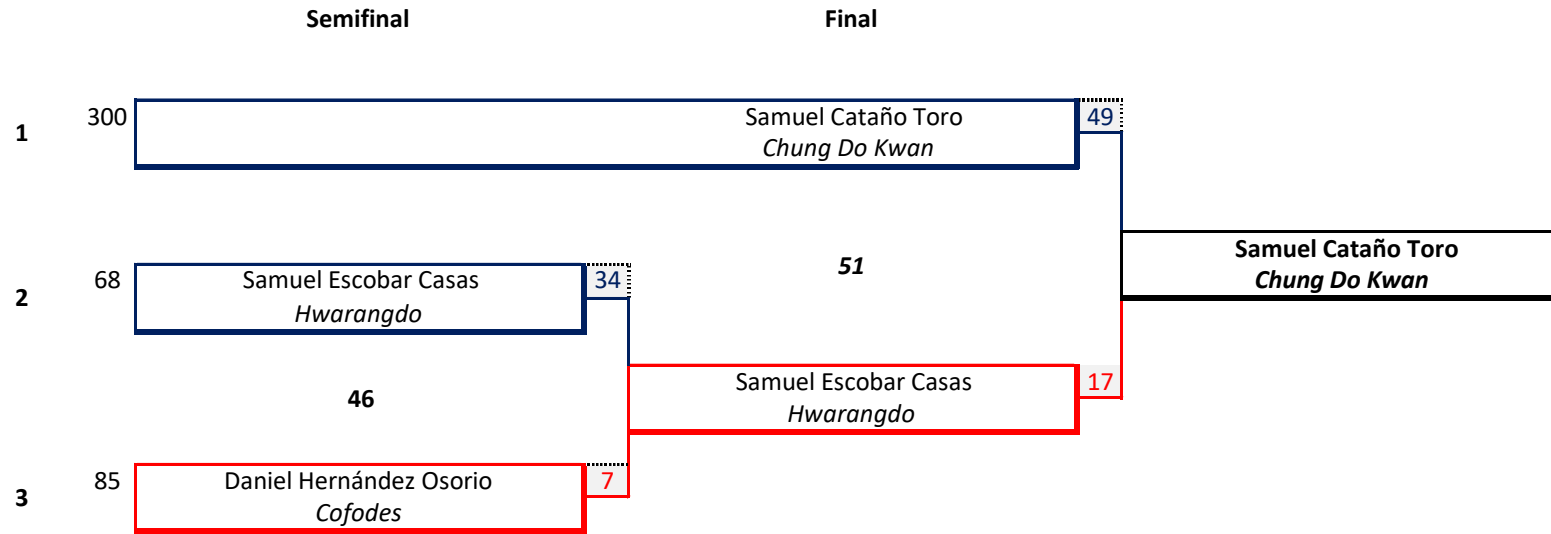 Semifinal Final
1 300 Samuel Cataño Toro 49
Chung Do Kwan
2 68 Samuel Escobar Casas 34
Hwarangdo
51
Samuel Cataño Toro
Chung Do Kwan
46
Samuel Escobar Casas 17
Hwarangdo
3 85 Daniel Hernández Osorio 7
Cofodes